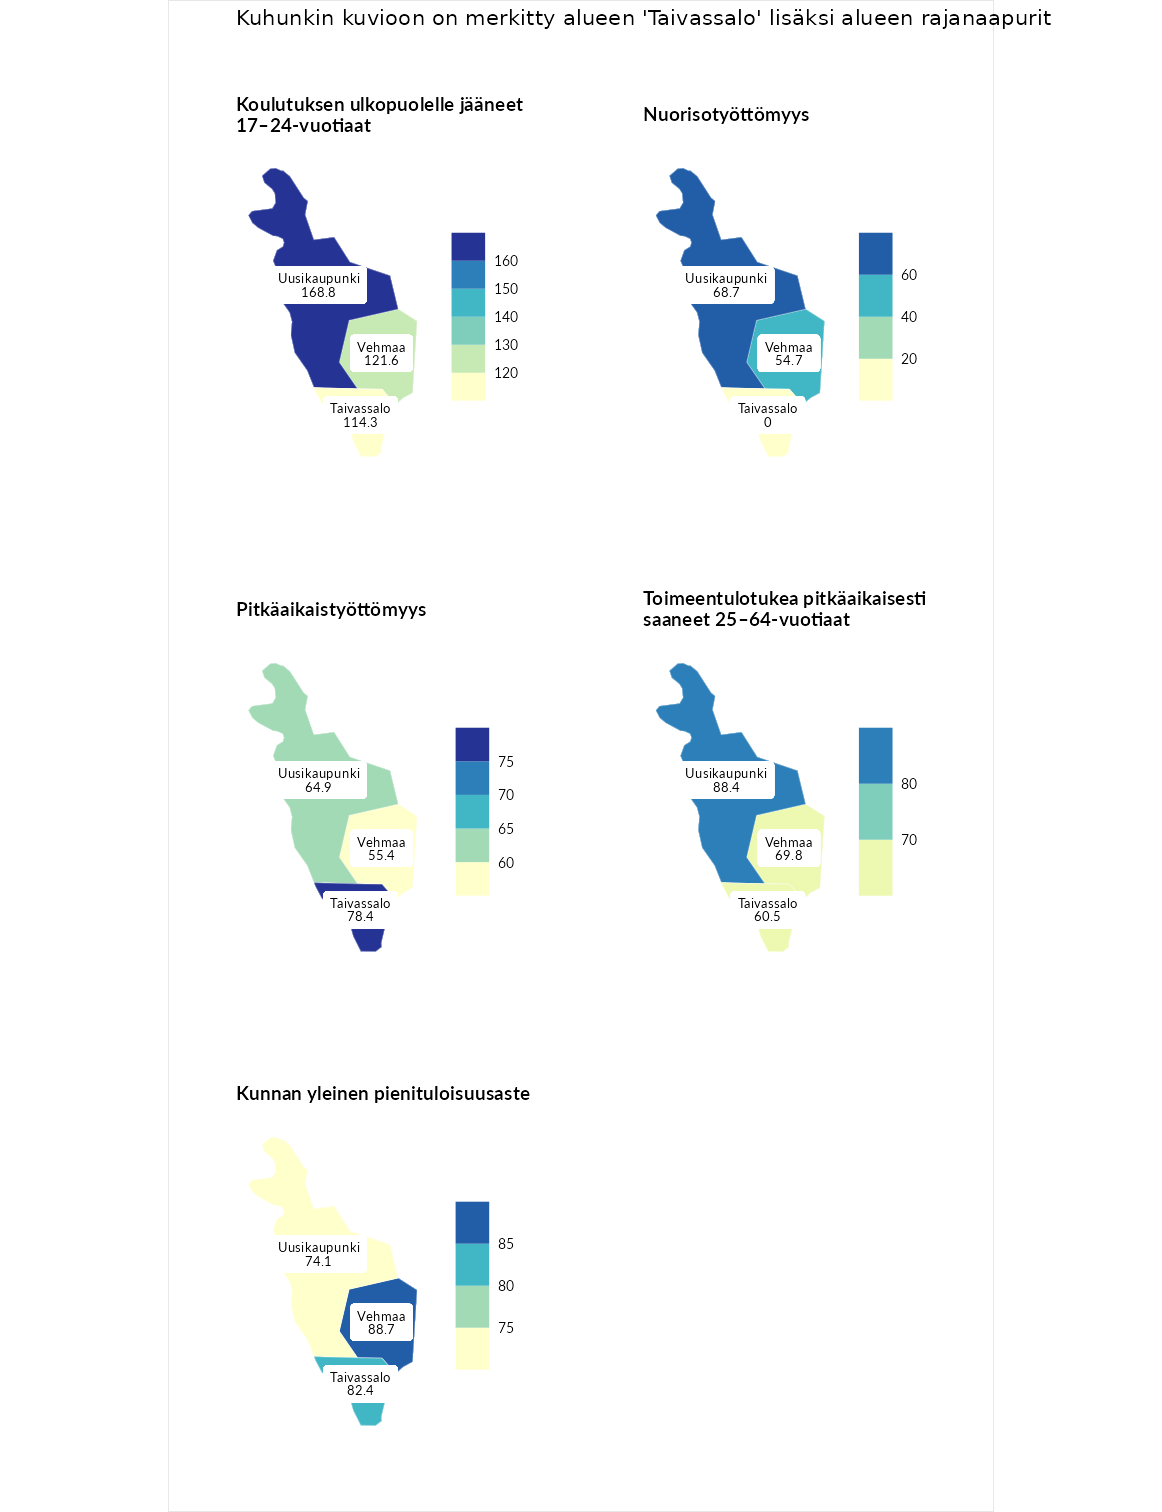 Kuhunkin kuvioon on merkitty alueen 'Taivassalo' lisäksi alueen rajanaapurit
Koulutuksen ulkopuolelle jääneet
17–24-vuotiaat
Uusikaupunki
168.8
Vehmaa
121.6
Taivassalo
114.3
160
150
140
130
120
Nuorisotyöttömyys
Uusikaupunki
68.7
Vehmaa
54.7
Taivassalo
0
60
40
20
Pitkäaikaistyöttömyys
Uusikaupunki
64.9
Vehmaa
55.4
Taivassalo
78.4
75
70
65
60
Toimeentulotukea pitkäaikaisesti
saaneet 25–64-vuotiaat
Uusikaupunki
88.4
Vehmaa
69.8
Taivassalo
60.5
80
70
Kunnan yleinen pienituloisuusaste
Uusikaupunki
74.1
Vehmaa
88.7
Taivassalo
82.4
85
80
75